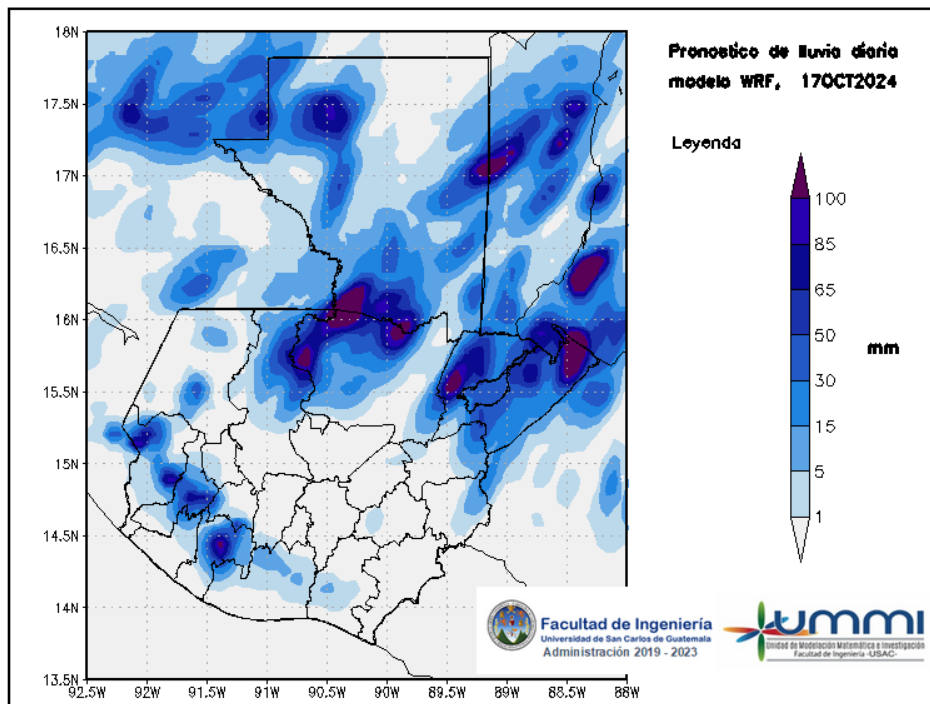 Pronostico de lluvia diaria
modelo WRF, 17OCT2024
Leyenda
100
85
65
50
30
15
5
1
mm
18N
17.5N
17N
16.5N
16N
15.5N
15N
14.5N
14N
13.5N
92.5W
92W
91.5W
91W
90.5W
90W
89.5W
89W
88.5W
88W
Facultad de Ingeniería
Universidad de San Carlos de Guatemala
Administración 2019 - 2023
ummi
Unidad de Modelación Matemática e Investigación
Facultad de Ingeniería -USAC-